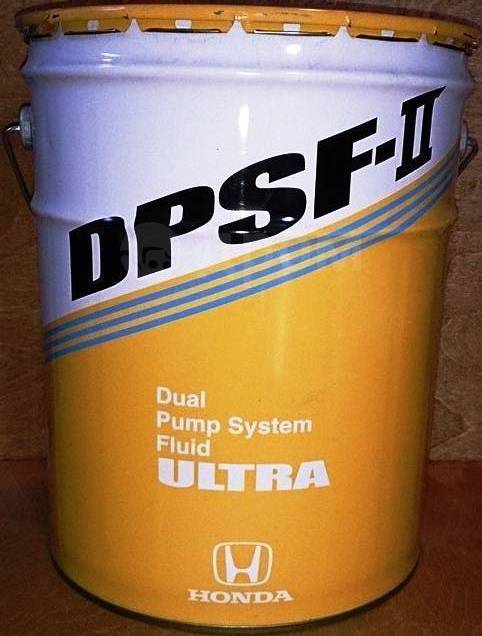 DPSF-II
Dual
Pump System
Fluid
ULTRA
HONDA